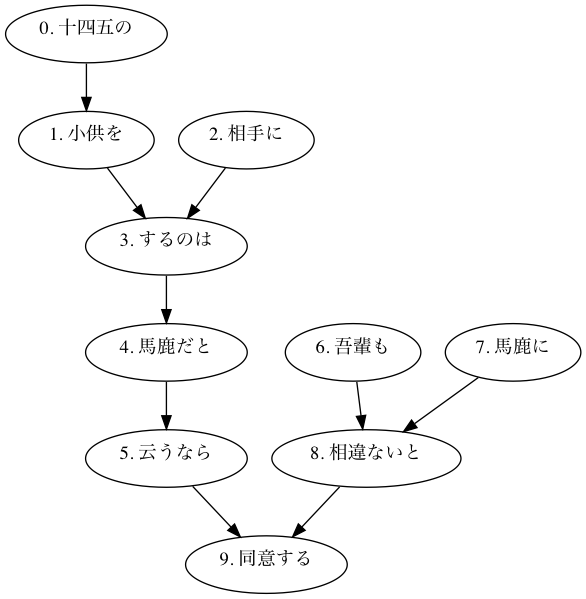 0. 十四五の
1. 小供を
2. 相手に
3. するのは
4. 馬鹿だと
6. 吾輩も
7. 馬鹿に
5. 云うなら
8. 相違ないと
9. 同意する